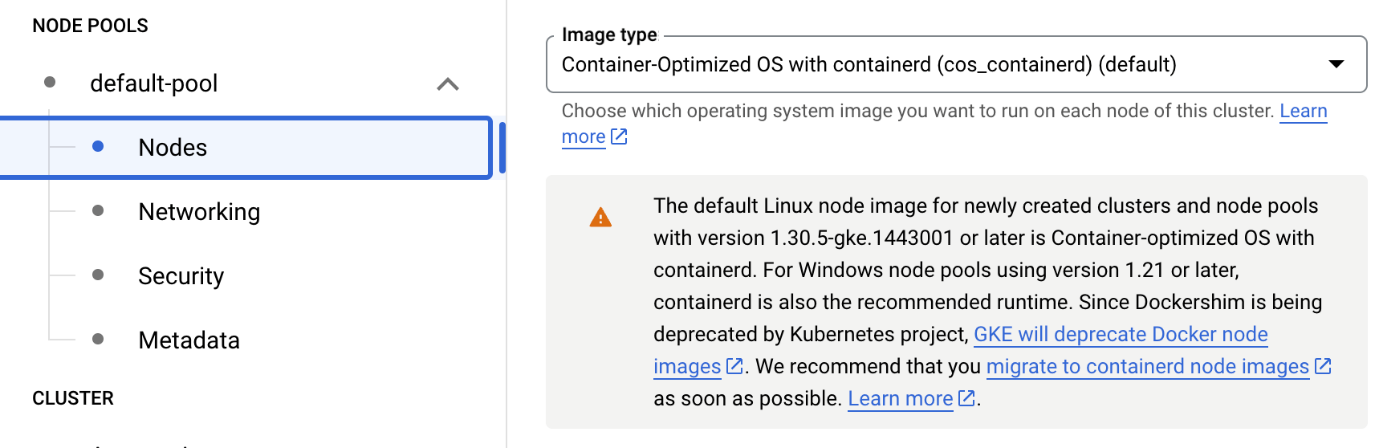 NODE POOLS
default-pool
Nodes
Networking
Security
Metadata
CLUSTER
Image type
Container-Optimized OS with containerd (cos_containerd) (default)
Choose which operating system image you want to run on each node of this cluster. Learn
more
The default Linux node image for newly created clusters and node pools
with version 1.30.5-gke.1443001 or later is Container-optimized OS with
containerd. For Windows node pools using version 1.21 or later,
containerd is also the recommended runtime. Since Dockershim is being
deprecated by Kubernetes project, GKE will deprecate Docker node
images. We recommend that you migrate to containerd node images
as soon as possible. Learn more.